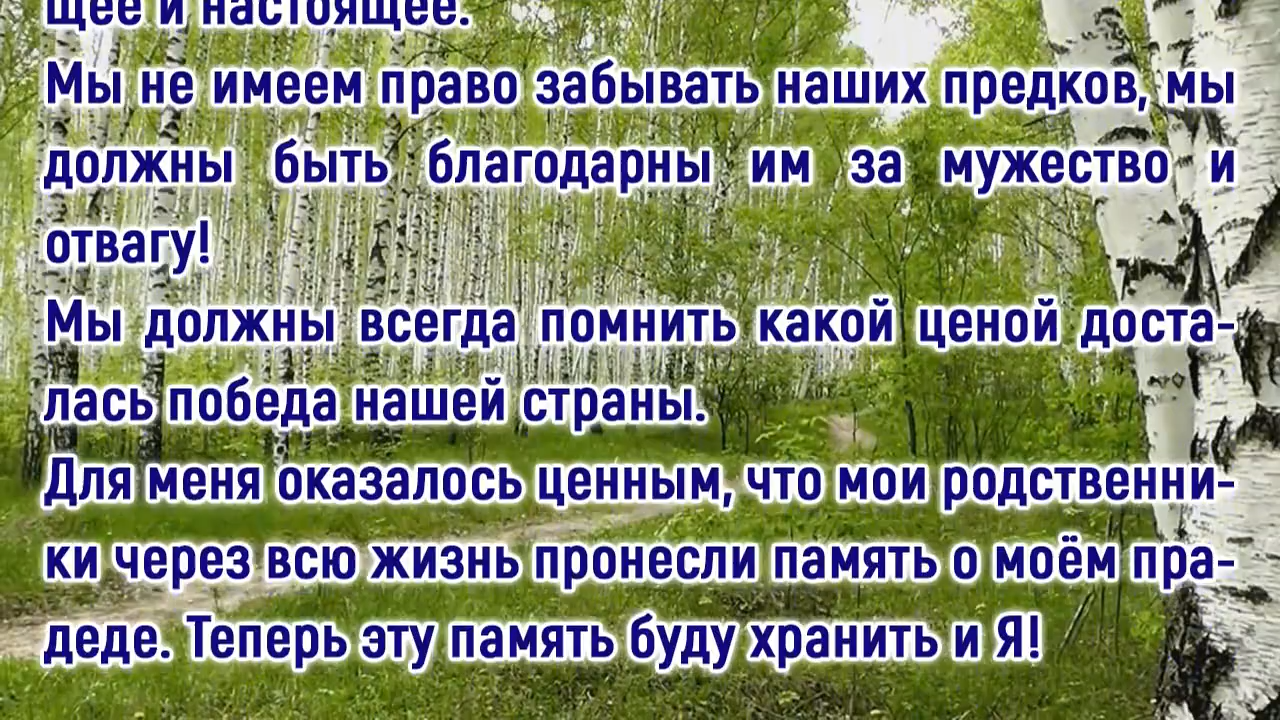 щее и настоящее.
Мы не имеем право забывать наших предков, мы
должны быть благодарны им за мужество и
отвагу!
Мы должны всегда помнить какой ценой доста-
лась победа нашей страны.
Для меня оказалось ценным, что мои родственни-
ки через всю жизнь пронесли память о моём пра-
деде. Теперь эту память буду хранить и Я!